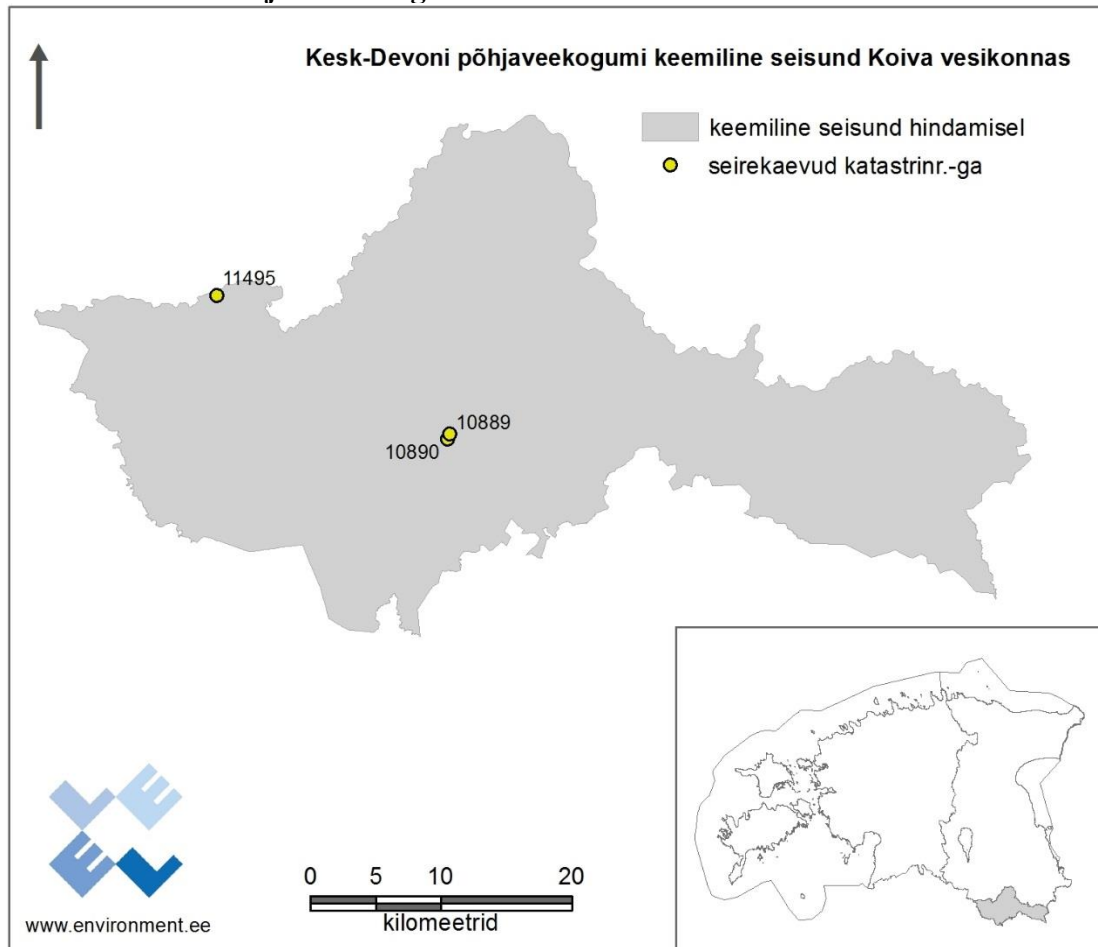 Kesk-Devoni põhjaveekogumi keemiline seisund Koiva vesikonnas
keemiline seisund hindamisel
seirekaevud katastrinr.-ga
11495
10889
10890
0 5 10 20
kilomeetrid
www.environment.ee